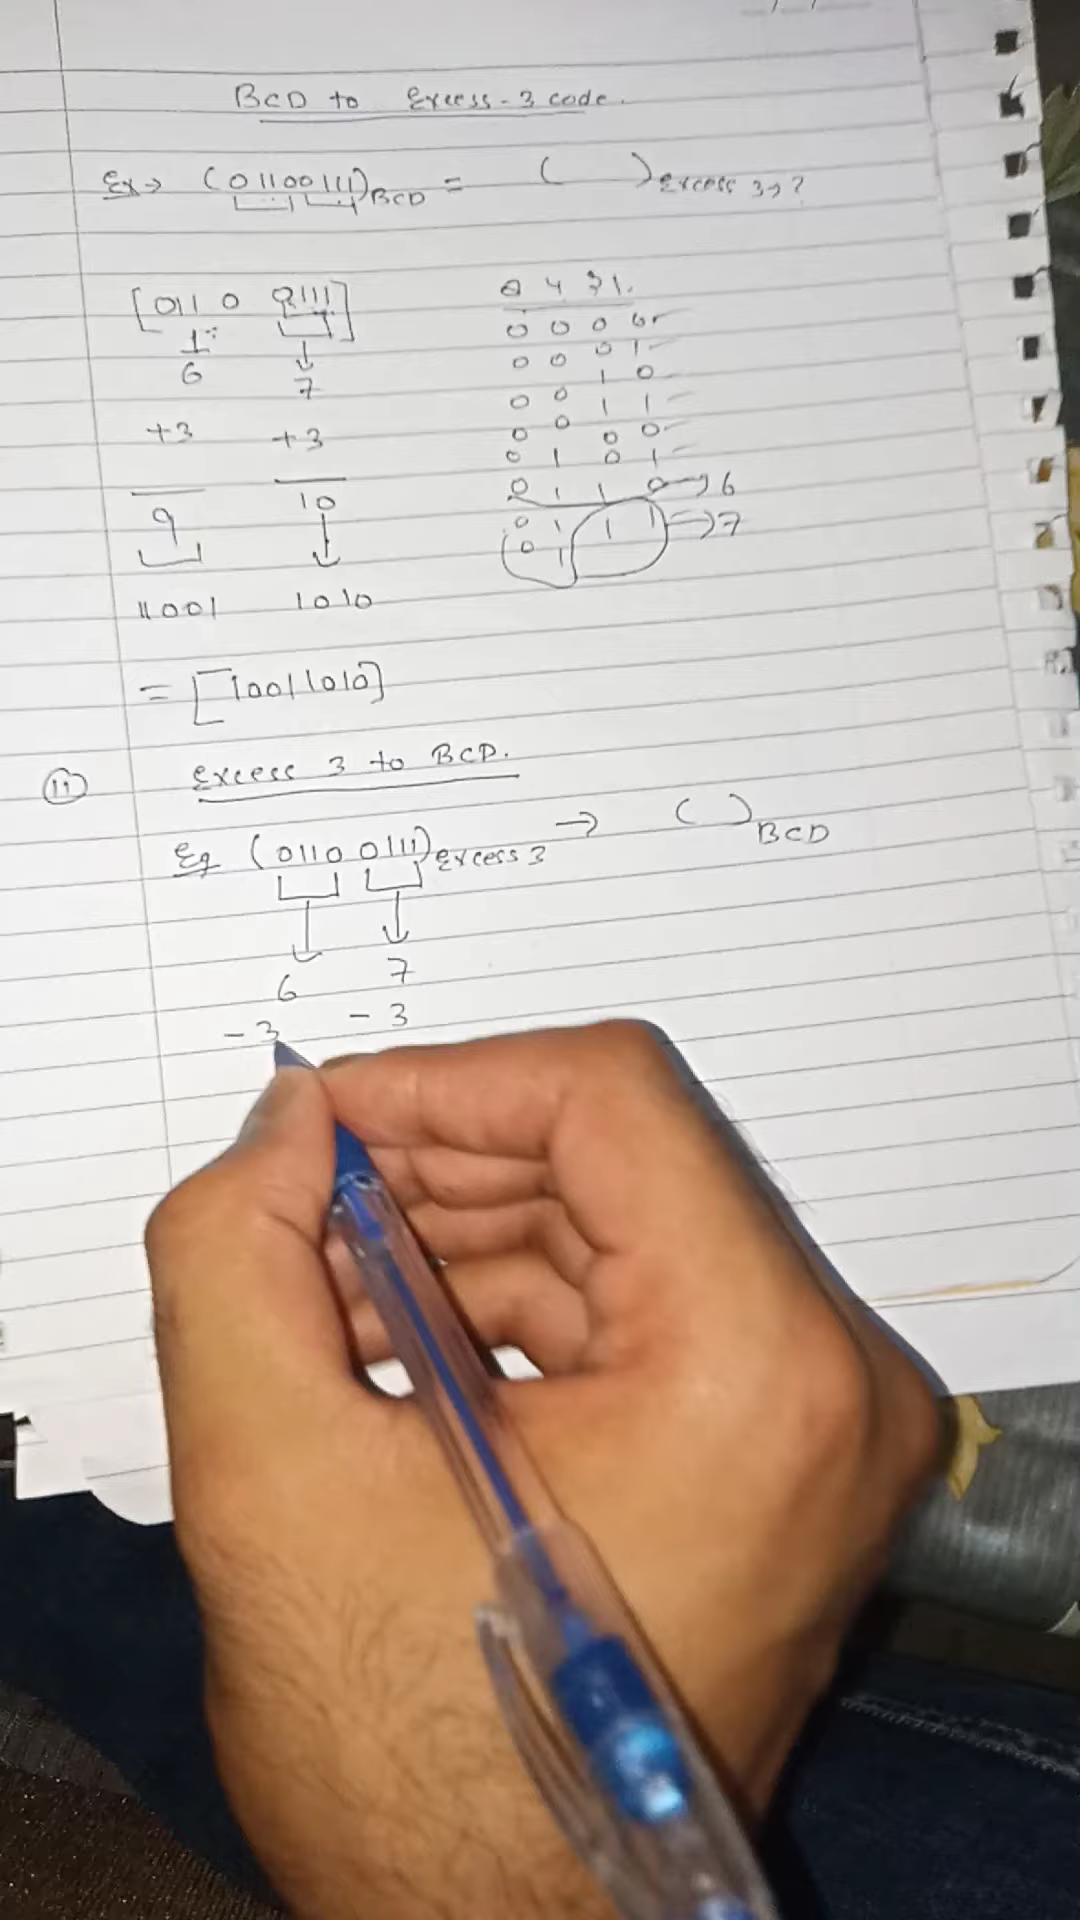 BCD to Excess-3 code.
Ex→ (01100111)BCD = ( )Excess 3→?
[0110 0111]
6 7
+3 +3
9 10
1001 1010
= [10011010]
8 4 2 1.
0 0 0 0
0 0 0 1
1 0
0 0 1 1
0 0 0 0
0 1 0 1
0 1 1 0→6
0 1 1 1→7
0 1
(ii) Excess 3 to BCD.
Eg (0110 0111)excess 3 → ( )BCD
6 7
-3 -3